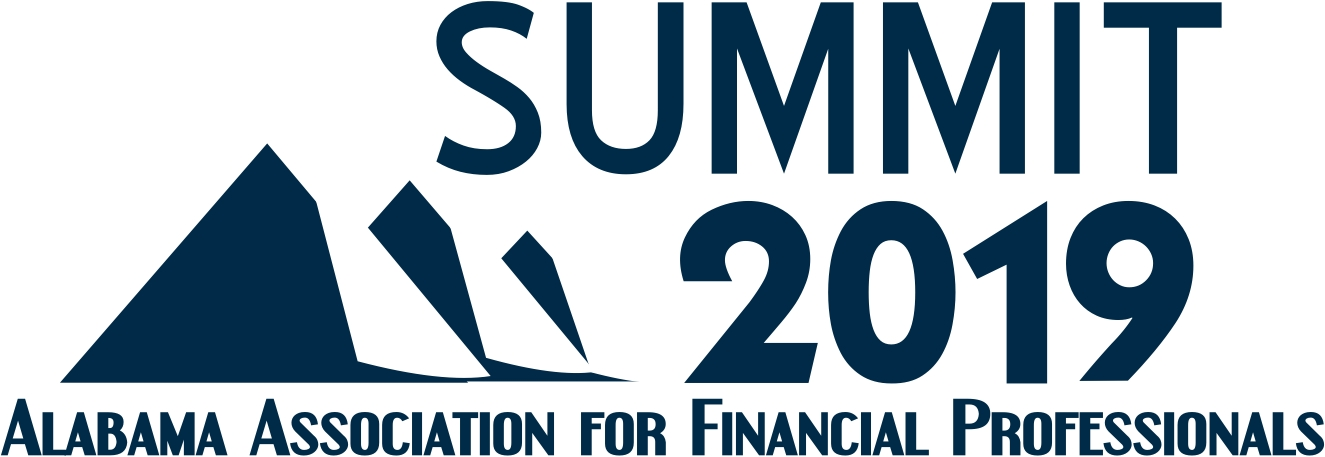 SUMMIT
2019
ALABAMA ASSOCIATION FOR FINANCIAL PROFESSIONALS